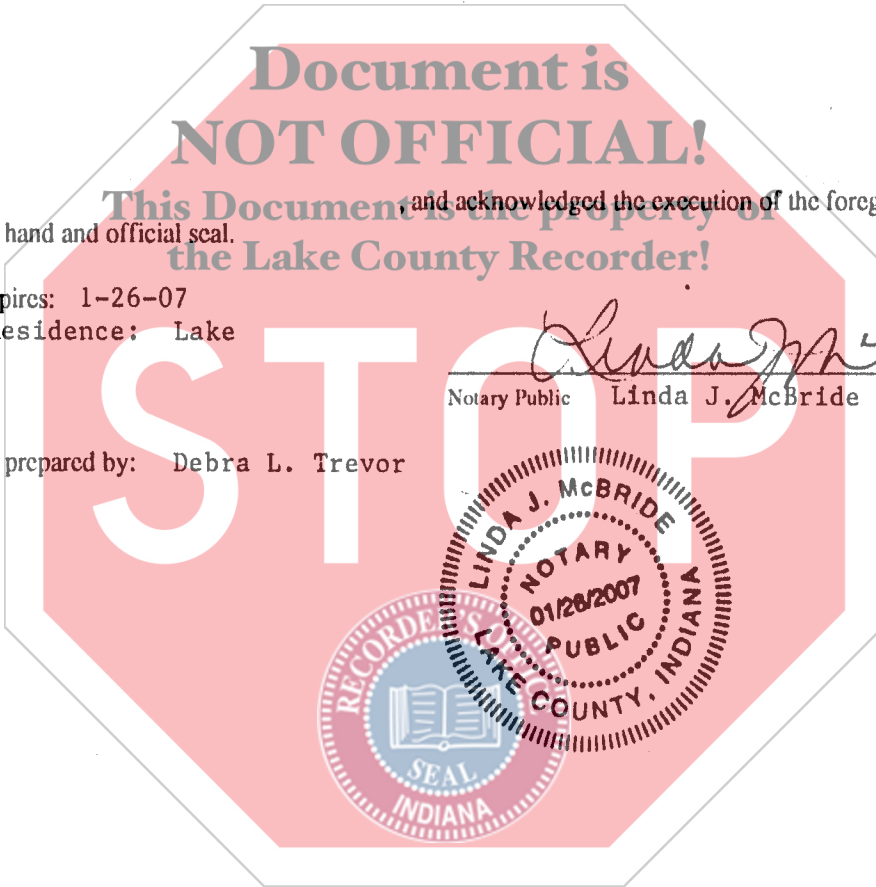 Document is
NOT OFFICIAL!
This Document is the property of
the Lake County Recorder!
, and acknowledged the execution of the foreg
hand and official seal.
pires: 1-26-07
esidence: Lake
STOP
Linda J Mc
Notary Public Linda J. McBride
prepared by: Debra L. Trevor
LINDA J. McBRIDE
NOTARY
01/26/2007
PUBLIC
LAKE COUNTY, INDIANA
RECORDER'S OFFICE
SEAL
INDIANA